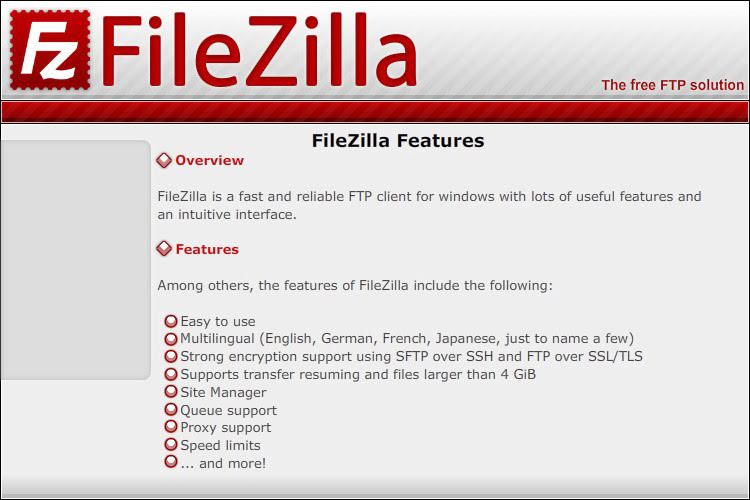 Fz FileZilla
The free FTP solution
FileZilla Features
Overview
FileZilla is a fast and reliable FTP client for windows with lots of useful features and
an intuitive interface.
Features
Among others, the features of FileZilla include the following:
Easy to use
Multilingual (English, German, French, Japanese, just to name a few)
Strong encryption support using SFTP over SSH and FTP over SSL/TLS
Supports transfer resuming and files larger than 4 GiB
Site Manager
Queue support
Proxy support
Speed limits
... and more!